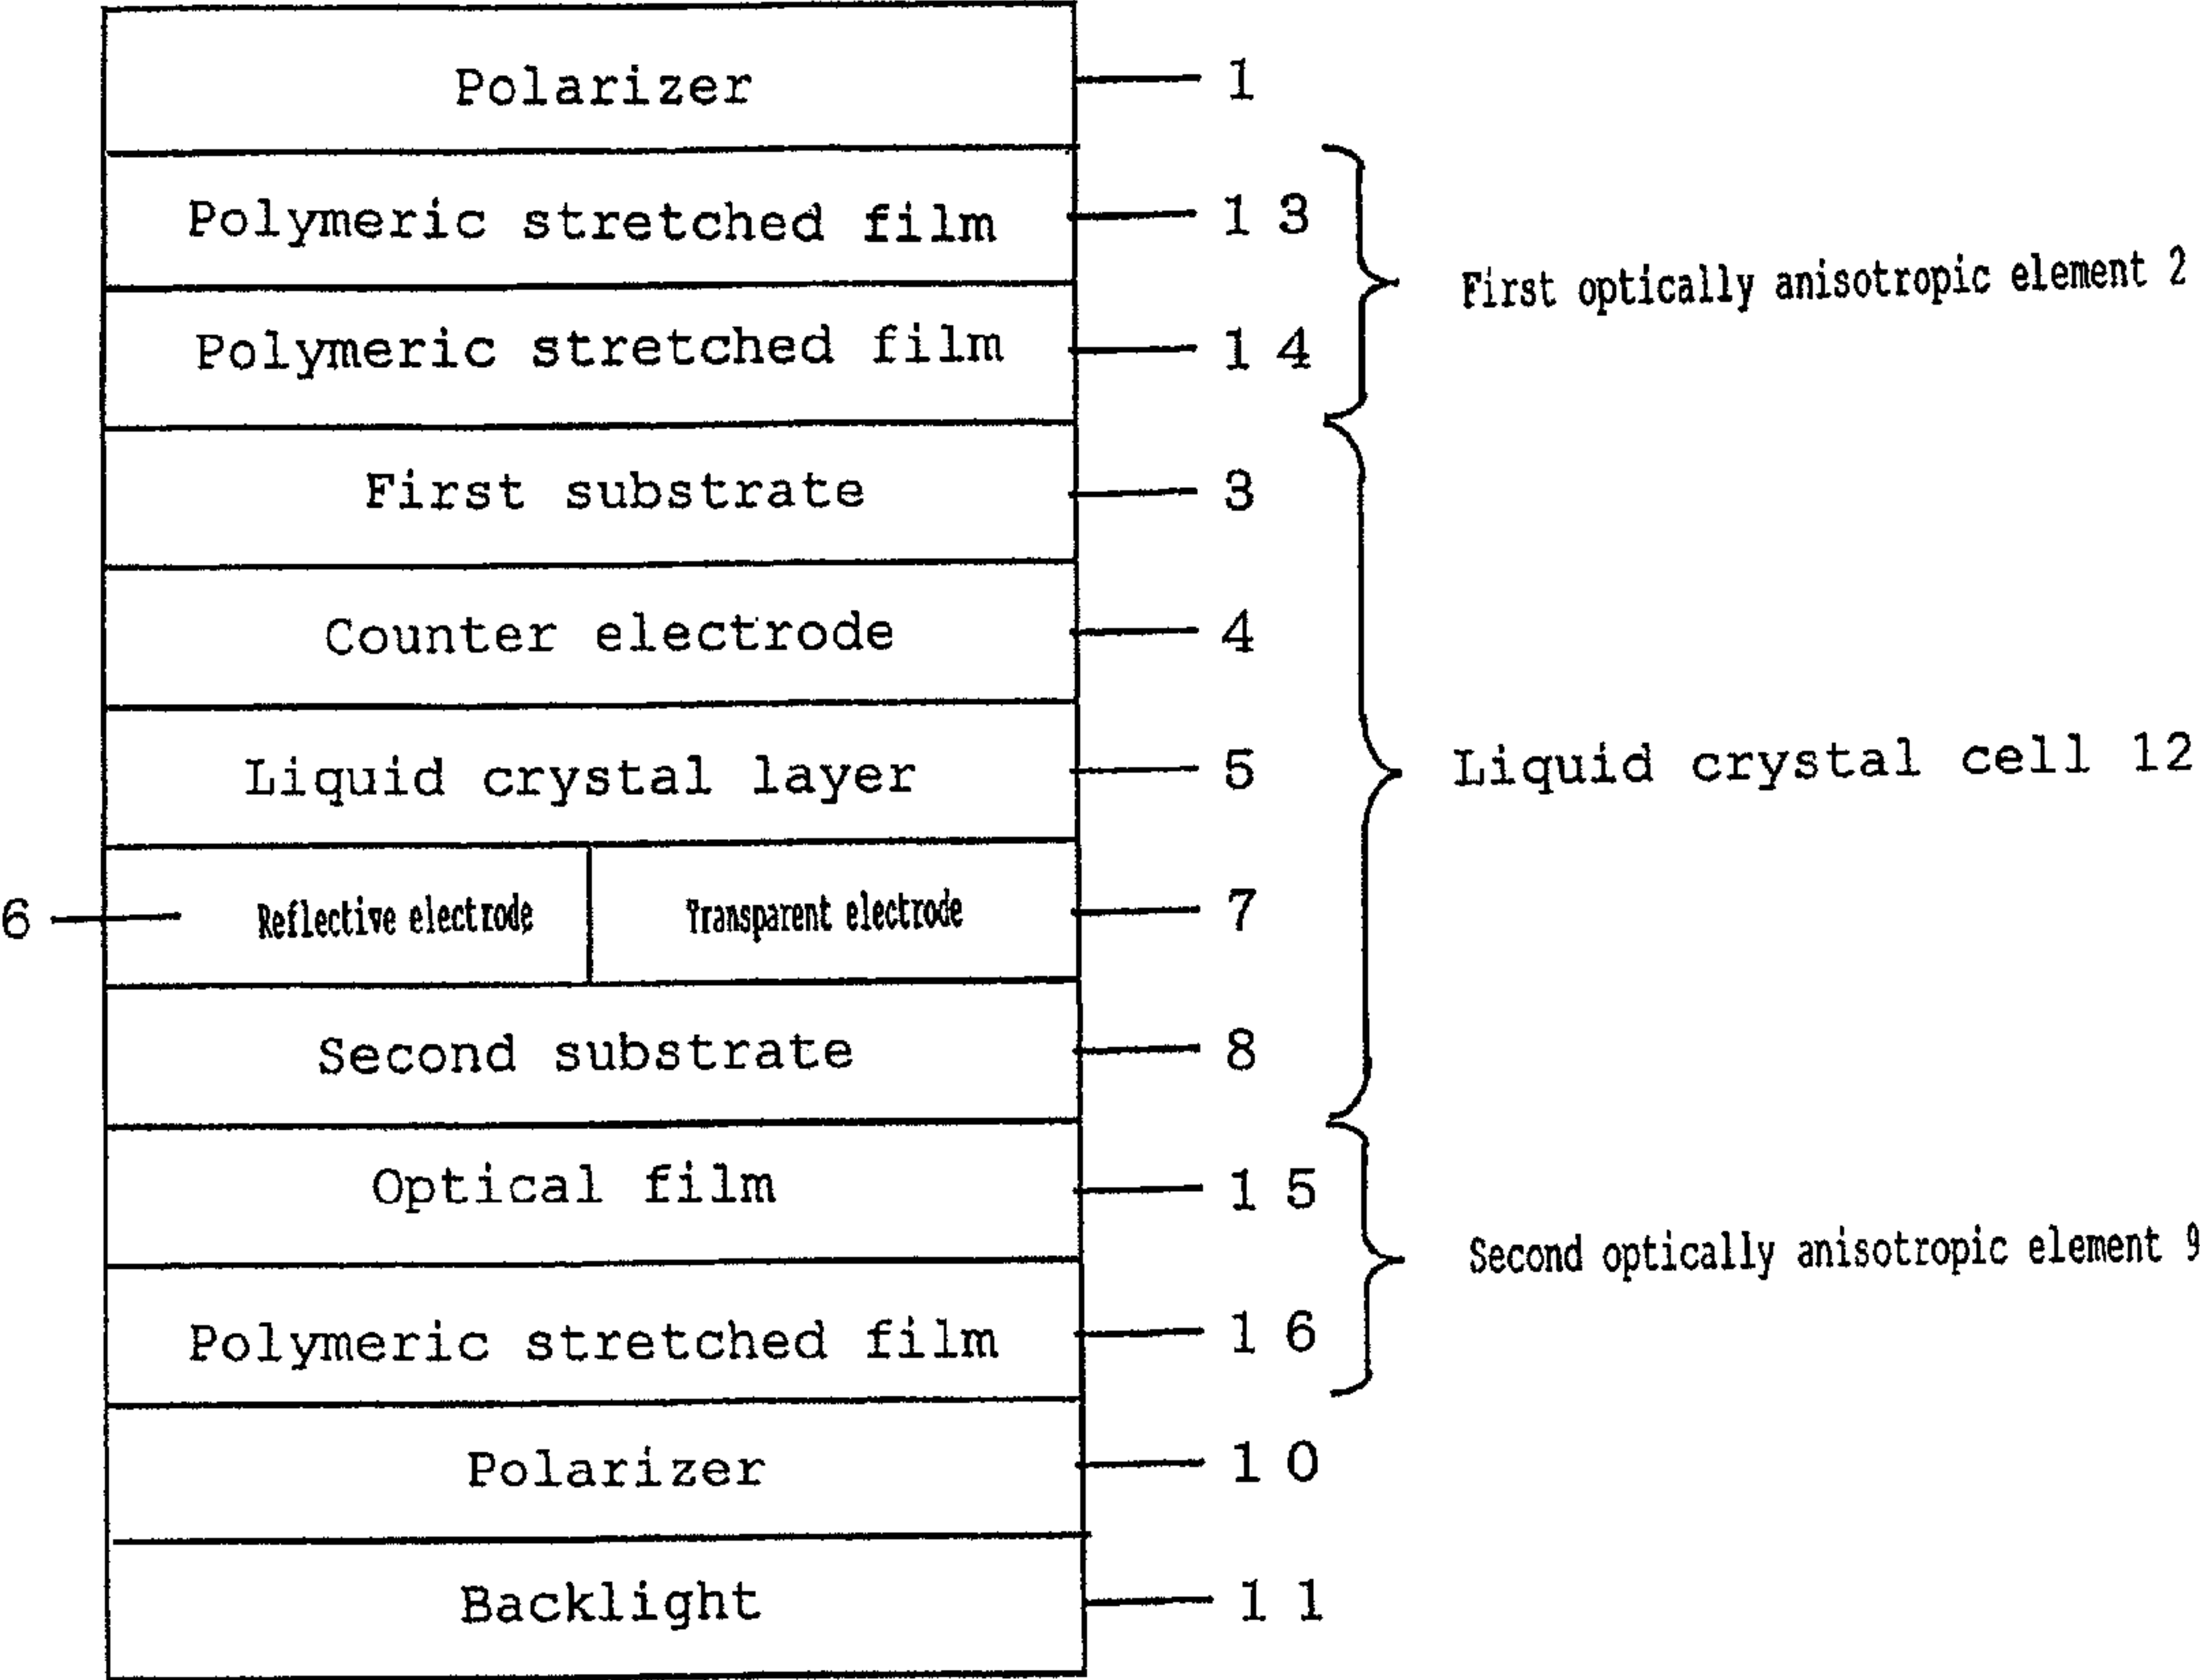 Polarizer 1
Polymeric stretched film 13
First optically anisotropic element 2
Polymeric stretched film 14
First substrate 3
Counter electrode 4
Liquid crystal layer 5
Liquid crystal cell 12
6 Reflective electrode Transparent electrode 7
Second substrate 8
Optical film 15
Second optically anisotropic element 9
Polymeric stretched film 16
Polarizer 10
Backlight 11